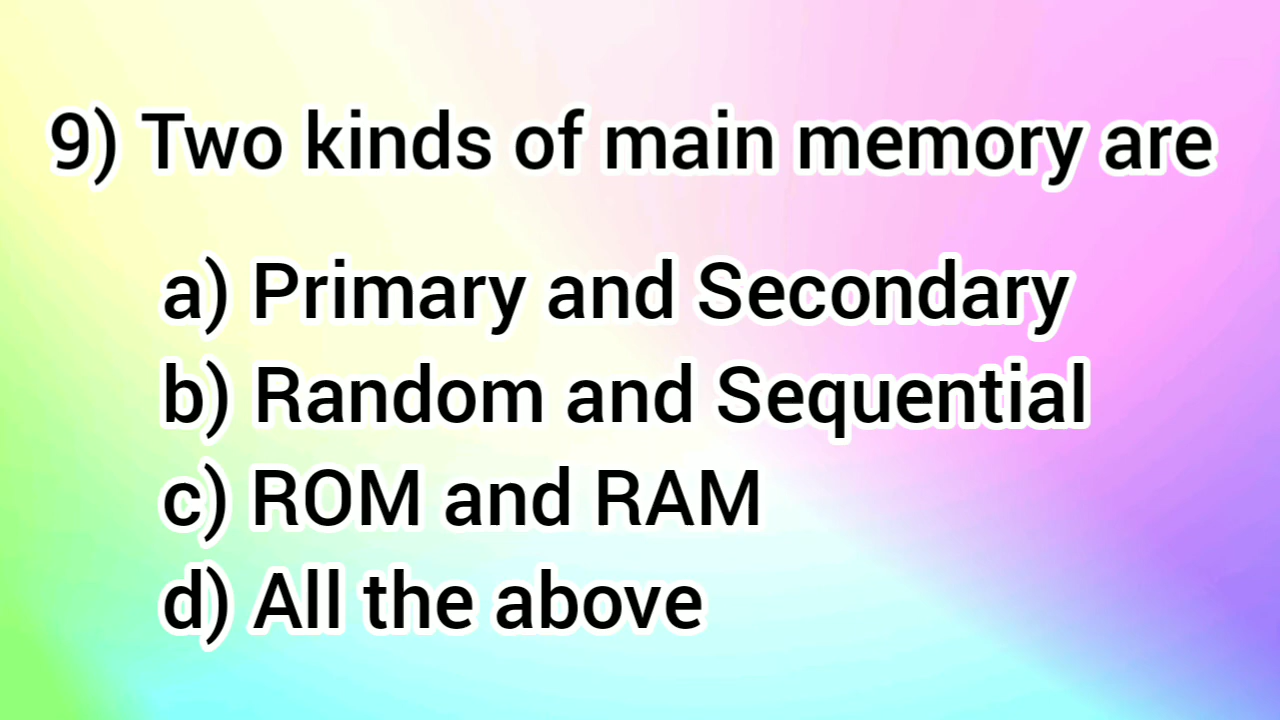 9) Two kinds of main memory are
a) Primary and Secondary
b) Random and Sequential
c) ROM and RAM
d) All the above